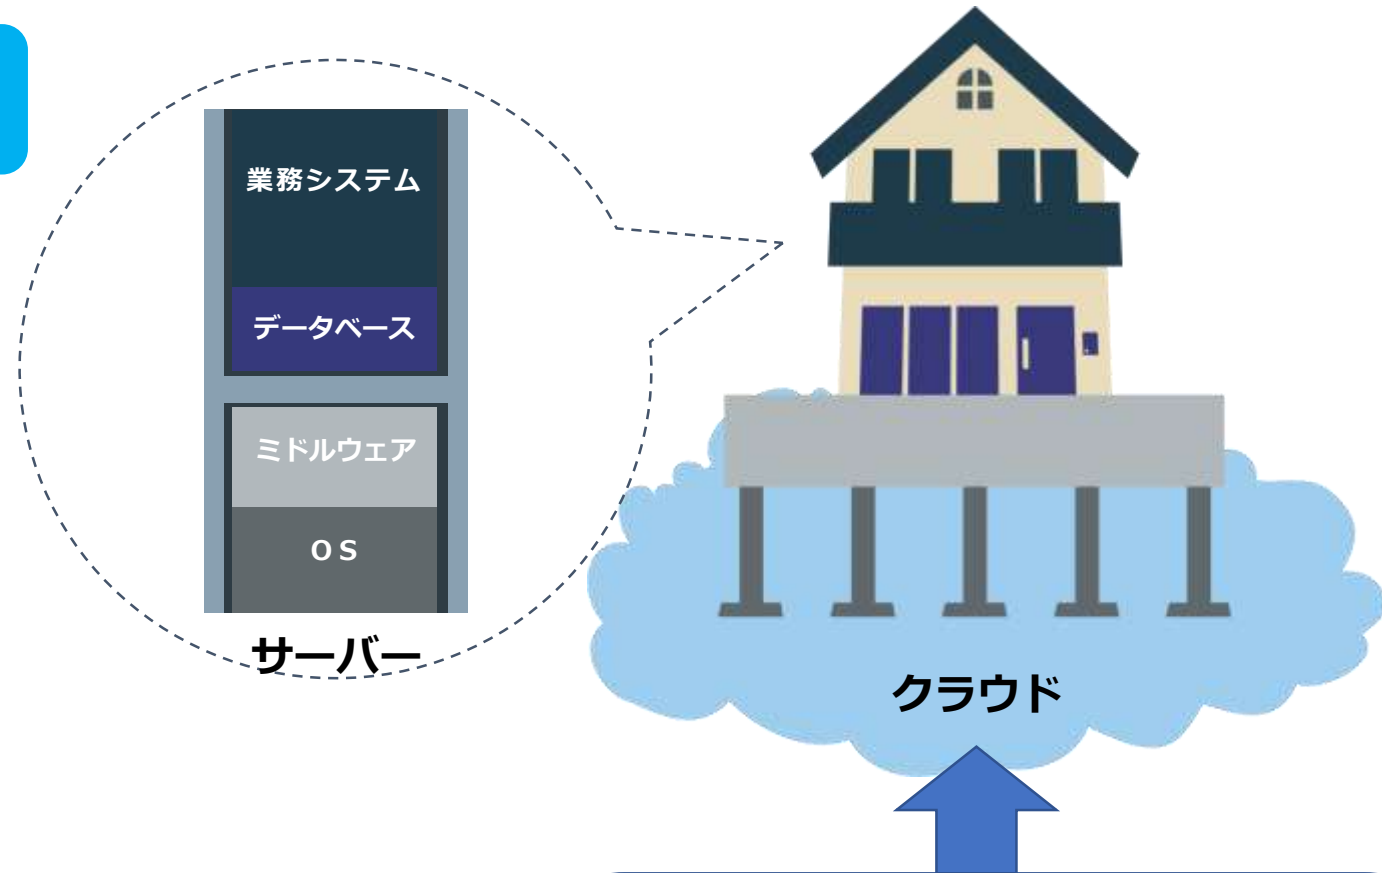 業務システム
データベース
ミドルウェア
ＯＳ
サーバー
クラウド